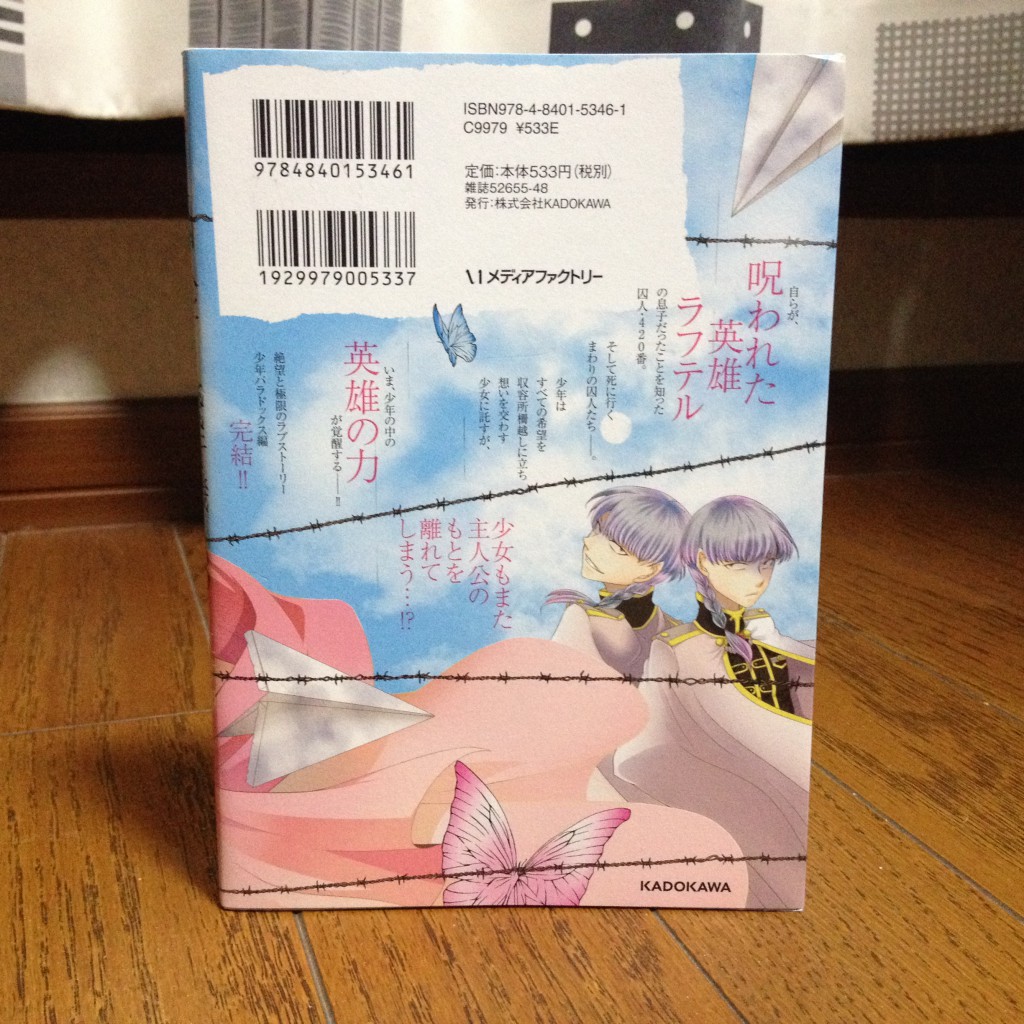 ISBN978-4-8401-5346-1
C9979 ¥533E
9784840153461
定価:本体533円(税別)
雑誌52655-48
発行:株式会社KADOKAWA
1929979005337
メディアファクトリー
自らが、
呪われた
英雄
ラフテル
の息子だったことを知った
囚人・420番。
そして死に行く
まわりの囚人たち――。
少年は
すべての希望を
収容所柵越しに立ち
想いを交わす
少女に託すが、
いま、少年の中の
英雄の力
が覚醒する――!!
絶望と極限のラブストーリー
少年パラドックス編
完結!!
少女もまた
主人公の
もとを
離れて
しまう…!?
KADOKAWA